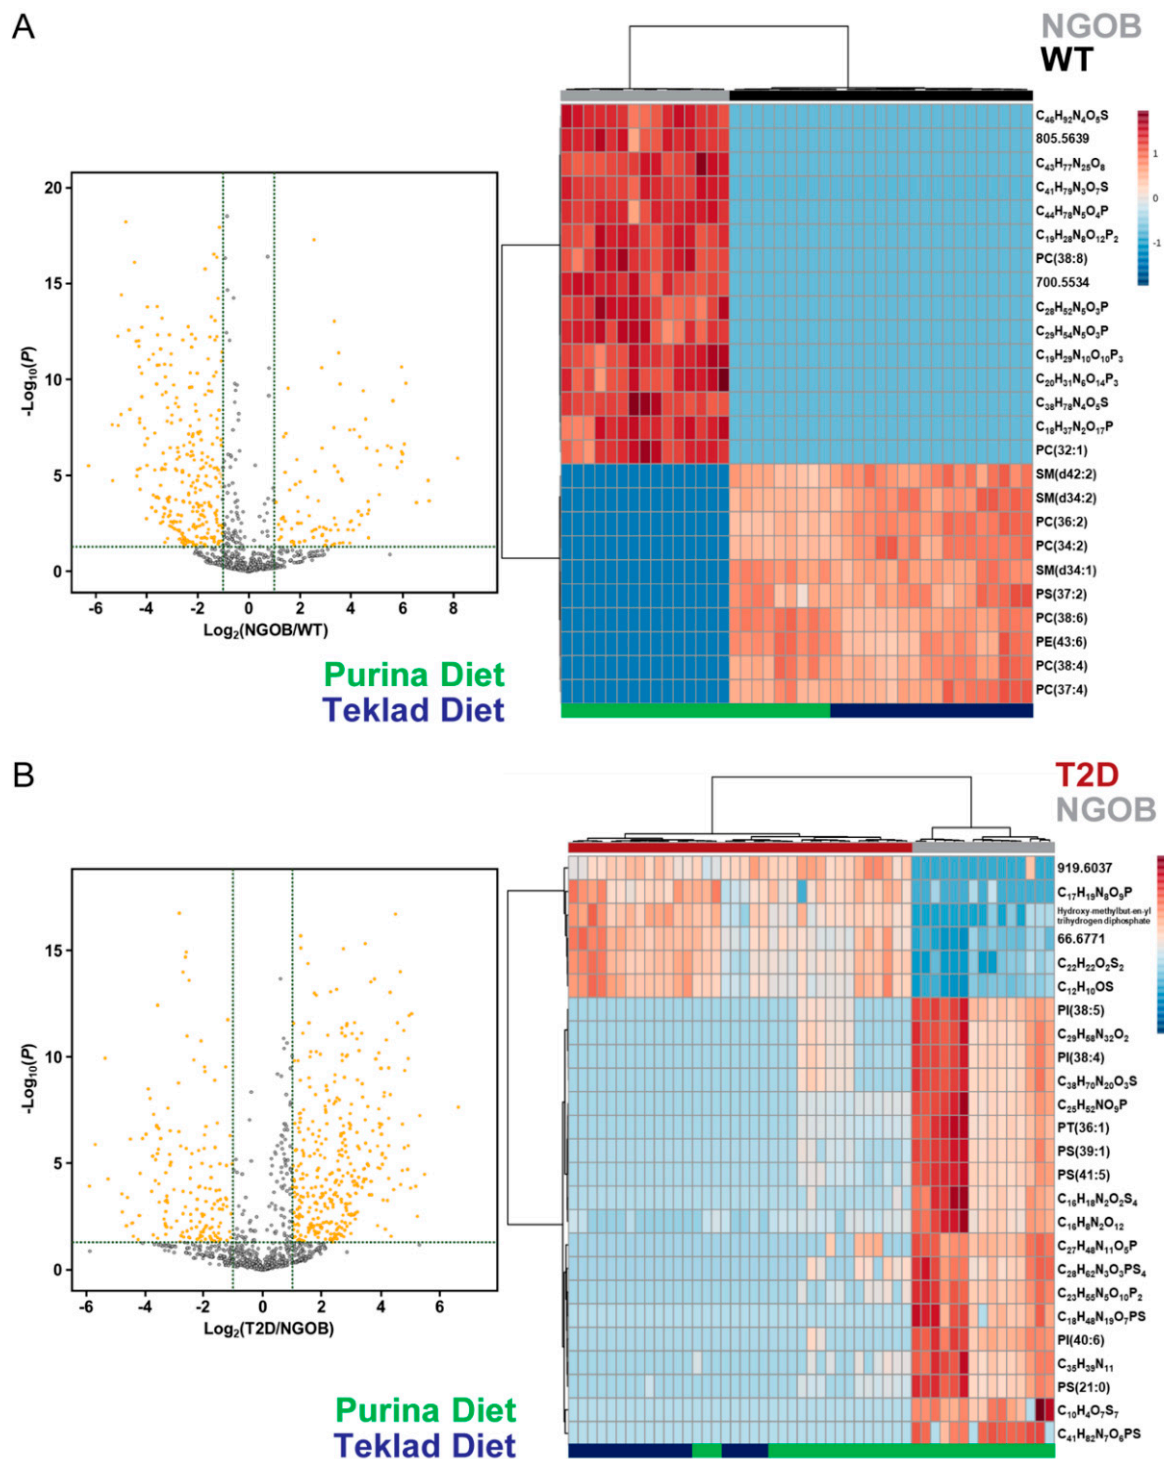 A
NGOB
WT
20
15
10
5
0
-Log₁₀(P)
-6 -4 -2 0 2 4 6 8
Log₂(NGOB/WT)
C₄₆H₉₂N₄O₅S
805.5639
C₄₃H₇₇N₂₅O₈
C₄₁H₇₉N₃O₇S
C₄₄H₇₈N₅O₄P
C₁₉H₂₈N₈O₁₂P₂
PC(38:8)
700.5534
C₂₈H₅₂N₅O₃P
C₂₉H₅₄N₅O₃P
C₁₉H₂₉N₁₀O₁₀P₃
C₂₀H₃₁N₆O₁₄P₃
C₃₈H₇₈N₄O₅S
C₁₈H₃₇N₂O₁₇P
PC(32:1)
SM(d42:2)
SM(d34:2)
PC(36:2)
PC(34:2)
SM(d34:1)
PS(37:2)
PC(38:6)
PE(43:6)
PC(38:4)
PC(37:4)
1
0
-1
Purina Diet
Teklad Diet
B
T2D
NGOB
15
10
5
0
-Log₁₀(P)
-6 -4 -2 0 2 4 6
Log₂(T2D/NGOB)
919.6037
C₁₇H₁₉N₈O₉P
Hydroxy-methylbut-en-yl
trihydrogen diphosphate
66.6771
C₂₂H₂₂O₂S₂
C₁₂H₁₀OS
PI(38:5)
C₂₉H₅₈N₃₂O₂
PI(38:4)
C₃₈H₇₀N₂₀O₃S
C₂₅H₅₂NO₉P
PT(36:1)
PS(39:1)
PS(41:5)
C₁₆H₁₈N₂O₂S₄
C₁₆H₈N₂O₁₂
C₂₇H₄₈N₁₁O₅P
C₂₈H₆₂N₃O₃PS₄
C₂₃H₅₅N₅O₁₀P₂
C₁₈H₄₈N₁₉O₇PS
PI(40:6)
C₃₅H₃₉N₁₁
PS(21:0)
C₁₀H₄O₇S₇
C₄₁H₈₂N₇O₆PS
Purina Diet
Teklad Diet